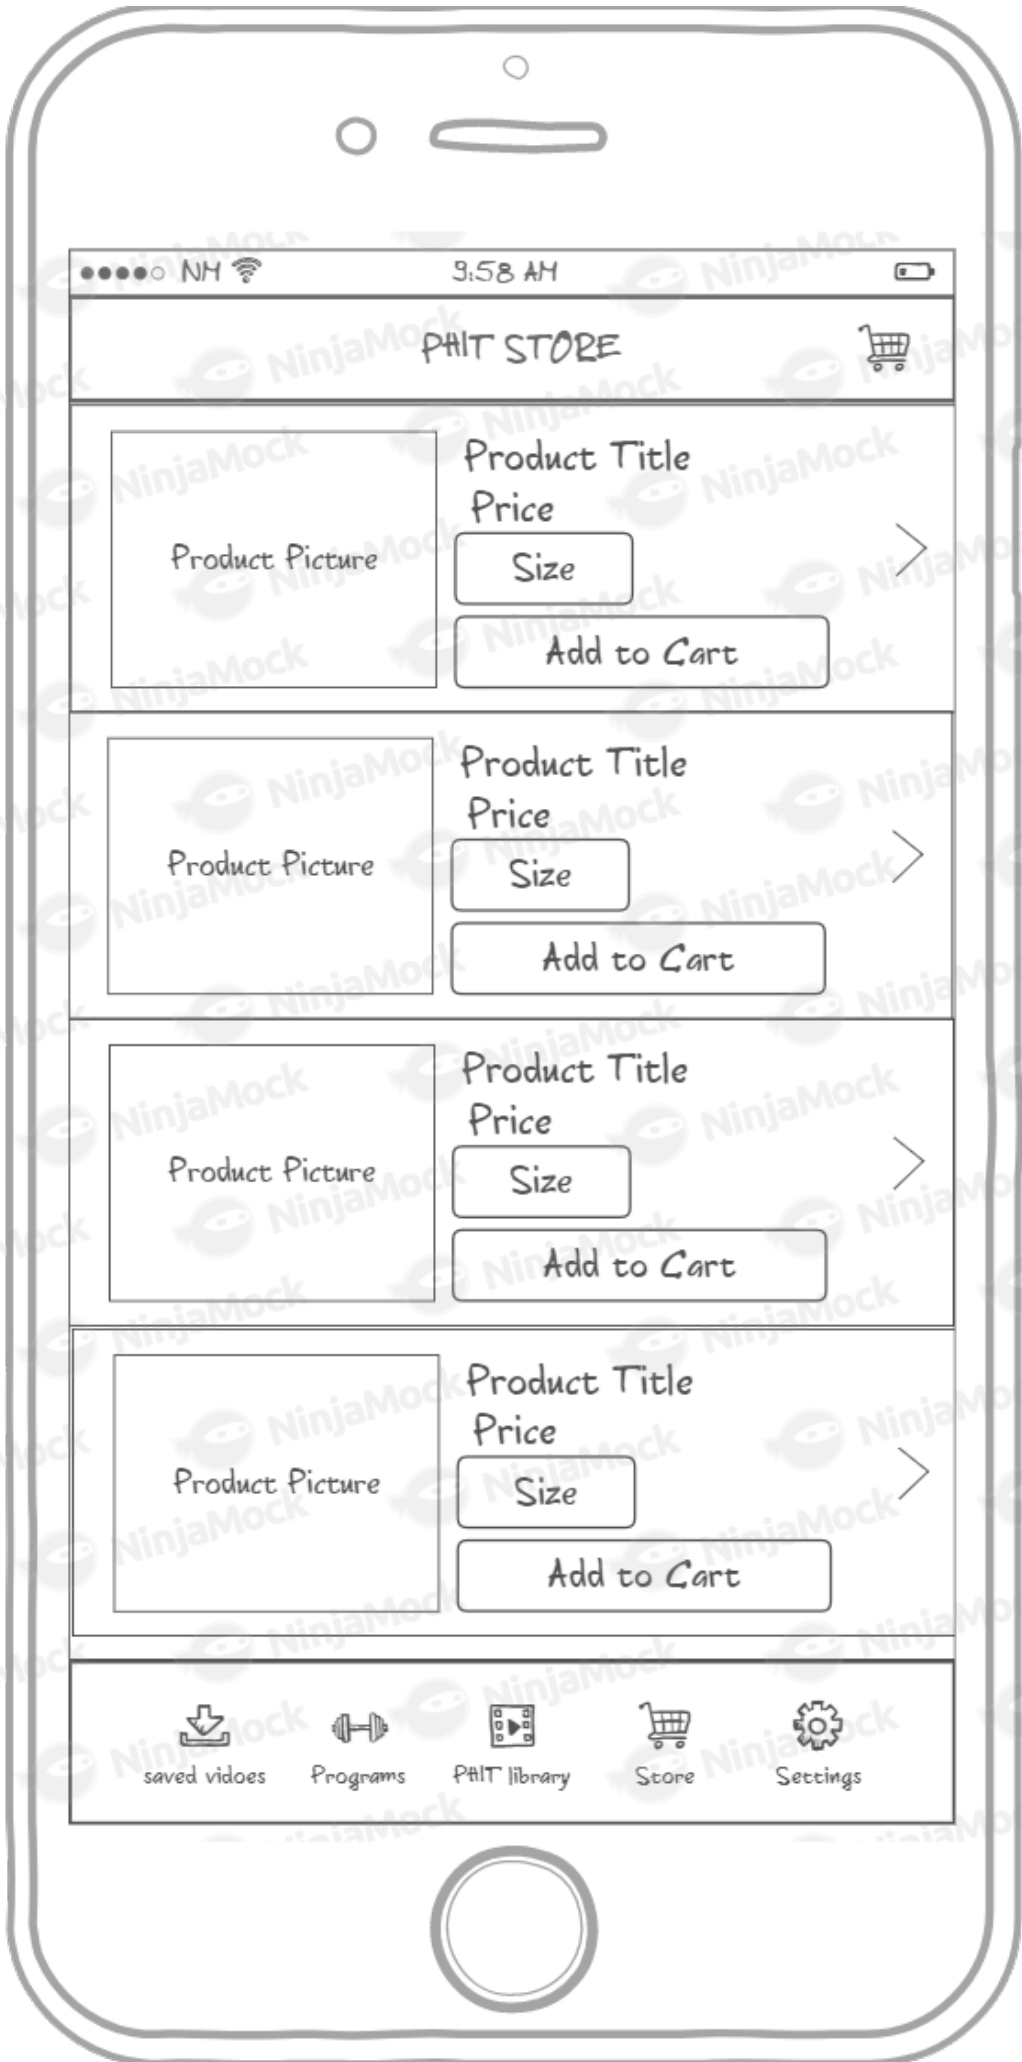 NM 9:58 AM
PHIT STORE
Product Picture
Product Title
Price
Size
Add to Cart
Product Picture
Product Title
Price
Size
Add to Cart
Product Picture
Product Title
Price
Size
Add to Cart
Product Picture
Product Title
Price
Size
Add to Cart
saved vidoes Programs PHIT library Store Settings
NinjaMock